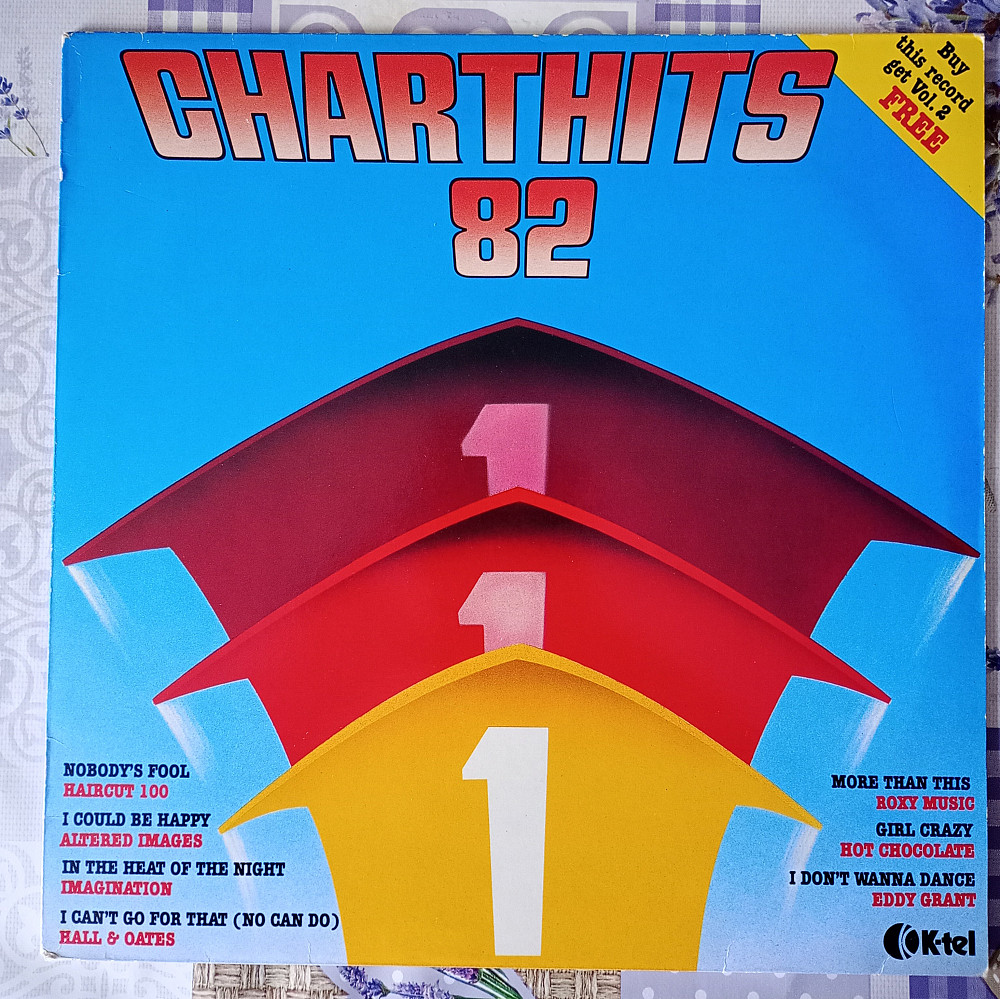 CHART HITS
82
Buy
this record
get Vol. 2
FREE
1
1
1
NOBODY'S FOOL
HAIRCUT 100
I COULD BE HAPPY
ALTERED IMAGES
IN THE HEAT OF THE NIGHT
IMAGINATION
I CAN'T GO FOR THAT (NO CAN DO)
HALL & OATES
MORE THAN THIS
ROXY MUSIC
GIRL CRAZY
HOT CHOCOLATE
I DON'T WANNA DANCE
EDDY GRANT
K-tel